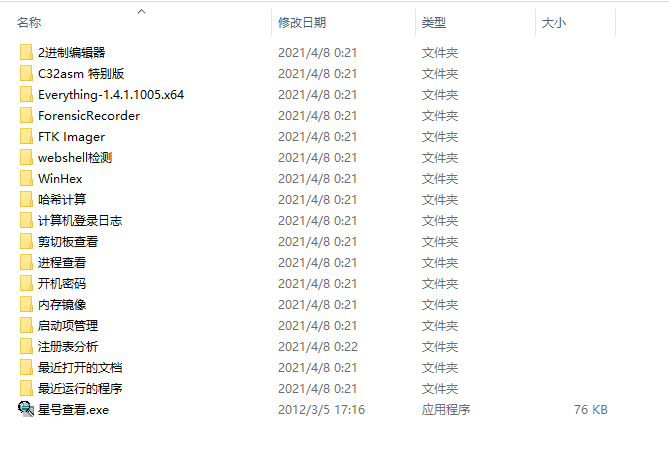 名称 修改日期 类型 大小
2进制编辑器 2021/4/8 0:21 文件夹
C32asm 特别版 2021/4/8 0:21 文件夹
Everything-1.4.1.1005.x64 2021/4/8 0:21 文件夹
ForensicRecorder 2021/4/8 0:21 文件夹
FTK Imager 2021/4/8 0:21 文件夹
webshell检测 2021/4/8 0:21 文件夹
WinHex 2021/4/8 0:21 文件夹
哈希计算 2021/4/8 0:21 文件夹
计算机登录日志 2021/4/8 0:21 文件夹
剪切板查看 2021/4/8 0:21 文件夹
进程查看 2021/4/8 0:21 文件夹
开机密码 2021/4/8 0:21 文件夹
内存镜像 2021/4/8 0:21 文件夹
启动项管理 2021/4/8 0:21 文件夹
注册表分析 2021/4/8 0:22 文件夹
最近打开的文档 2021/4/8 0:21 文件夹
最近运行的程序 2021/4/8 0:21 文件夹
星号查看.exe 2012/3/5 17:16 应用程序 76 KB